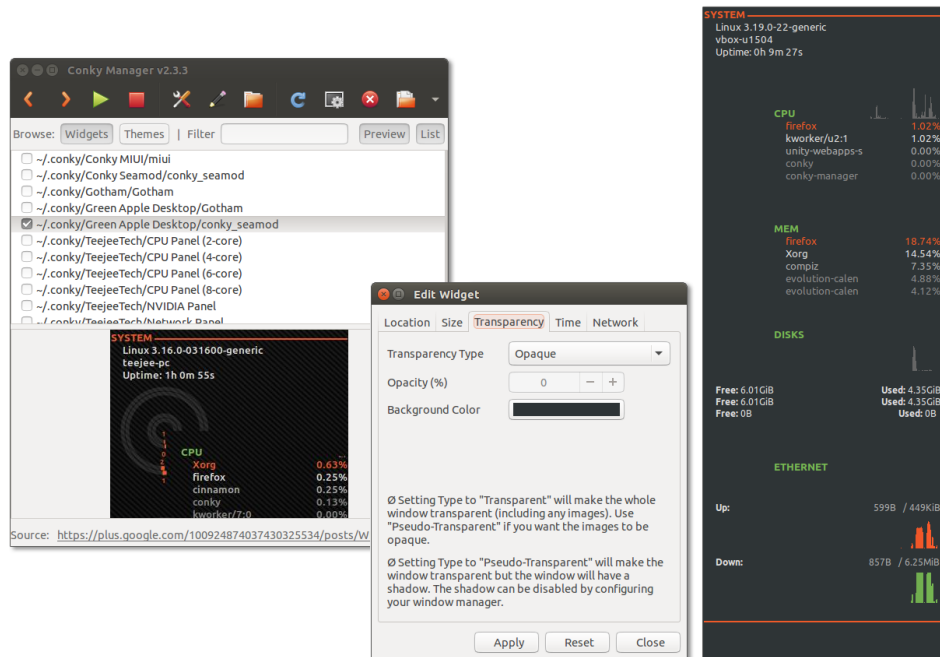 Conky Manager v2.3.3
Browse: Widgets Themes | Filter Preview List
~/.conky/Conky MIUI/miui
~/.conky/Conky Seamod/conky_seamod
~/.conky/Gotham/Gotham
~/.conky/Green Apple Desktop/Gotham
~/.conky/Green Apple Desktop/conky_seamod
~/.conky/TeejeeTech/CPU Panel (2-core)
~/.conky/TeejeeTech/CPU Panel (4-core)
~/.conky/TeejeeTech/CPU Panel (6-core)
~/.conky/TeejeeTech/CPU Panel (8-core)
~/.conky/TeejeeTech/NVIDIA Panel
~/.conky/TeejeeTech/Network Panel
SYSTEM
Linux 3.16.0-031600-generic
teejee-pc
Uptime: 1h 0m 55s
CPU
Xorg 0.63%
firefox 0.25%
cinnamon 0.25%
conky 0.13%
kworker/7:0 0.00%
Source: https://plus.google.com/100924874037430325534/posts/W
Edit Widget
Location Size Transparency Time Network
Transparency Type Opaque
Opacity (%) 0 − +
Background Color
Ø Setting Type to "Transparent" will make the whole
window transparent (including any images). Use
"Pseudo-Transparent" if you want the images to be
opaque.
Ø Setting Type to "Pseudo-Transparent" will make the
window transparent but the window will have a
shadow. The shadow can be disabled by configuring
your window manager.
Apply Reset Close
SYSTEM
Linux 3.19.0-22-generic
vbox-u1504
Uptime: 0h 9m 27s
CPU
firefox 1.02%
kworker/u2:1 1.02%
unity-webapps-s 0.00%
conky 0.00%
conky-manager 0.00%
MEM
firefox 18.74%
Xorg 14.54%
compiz 7.35%
evolution-calen 4.88%
evolution-calen 4.12%
DISKS
Free: 6.01GiB Used: 4.35GiB
Free: 6.01GiB Used: 4.35GiB
Free: 0B Used: 0B
ETHERNET
Up: 599B / 449KiB
Down: 857B / 6.25MiB